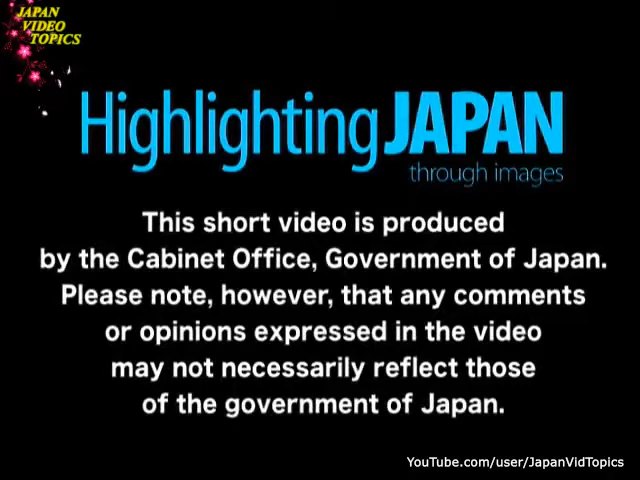 JAPAN
VIDEO
TOPICS
HighlightingJAPAN
through images
This short video is produced
by the Cabinet Office, Government of Japan.
Please note, however, that any comments
or opinions expressed in the video
may not necessarily reflect those
of the government of Japan.
YouTube.com/user/JapanVidTopics